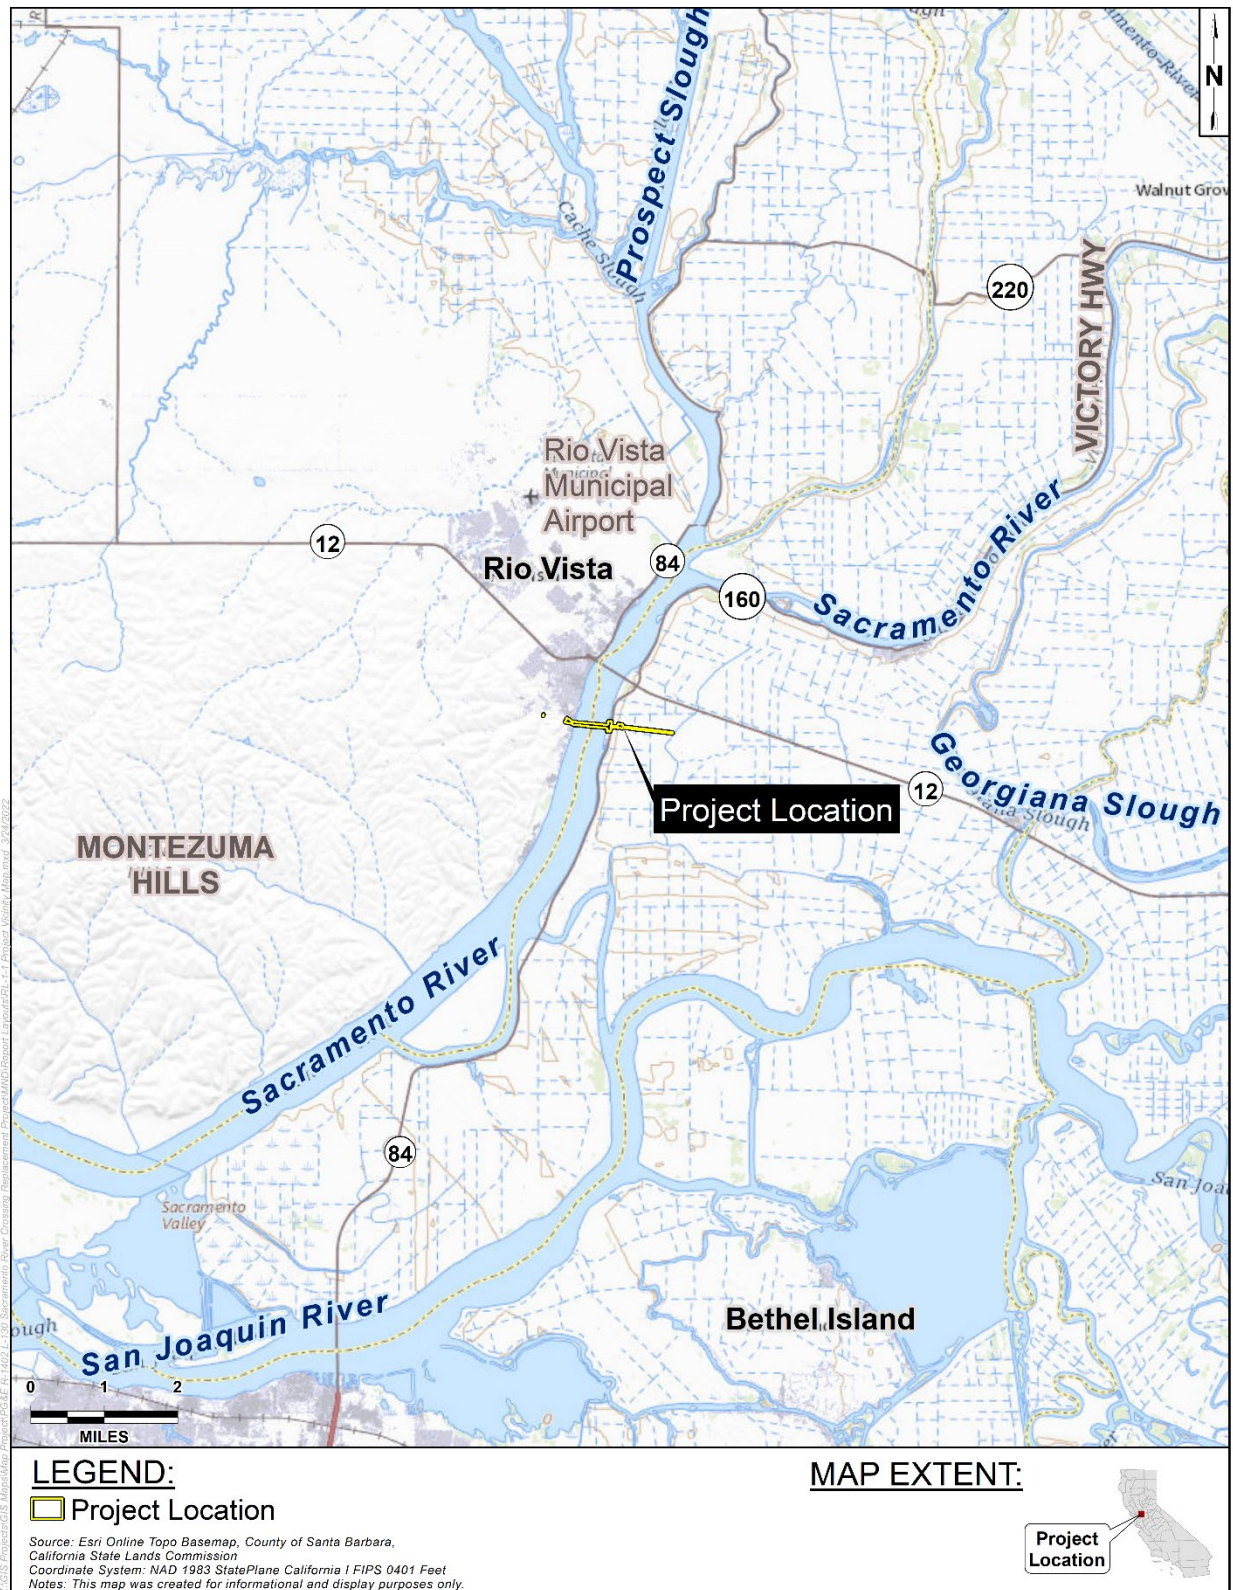 N
Prospect Slough
Cache Slough
Walnut Grov
220
VICTORY HWY
Rio Vista
Municipal
Airport
12
Rio Vista
84
160
Sacramento River
Georgiana Slough
12
Project Location
MONTEZUMA
HILLS
Sacramento River
84
Sacramento
Valley
San Joa
Bethel Island
ough
San Joaquin River
0 1 2
MILES
LEGEND:
Project Location
MAP EXTENT:
Project
Location
Source: Esri Online Topo Basemap, County of Santa Barbara,
California State Lands Commission
Coordinate System: NAD 1983 StatePlane California I FIPS 0401 Feet
Notes: This map was created for informational and display purposes only.